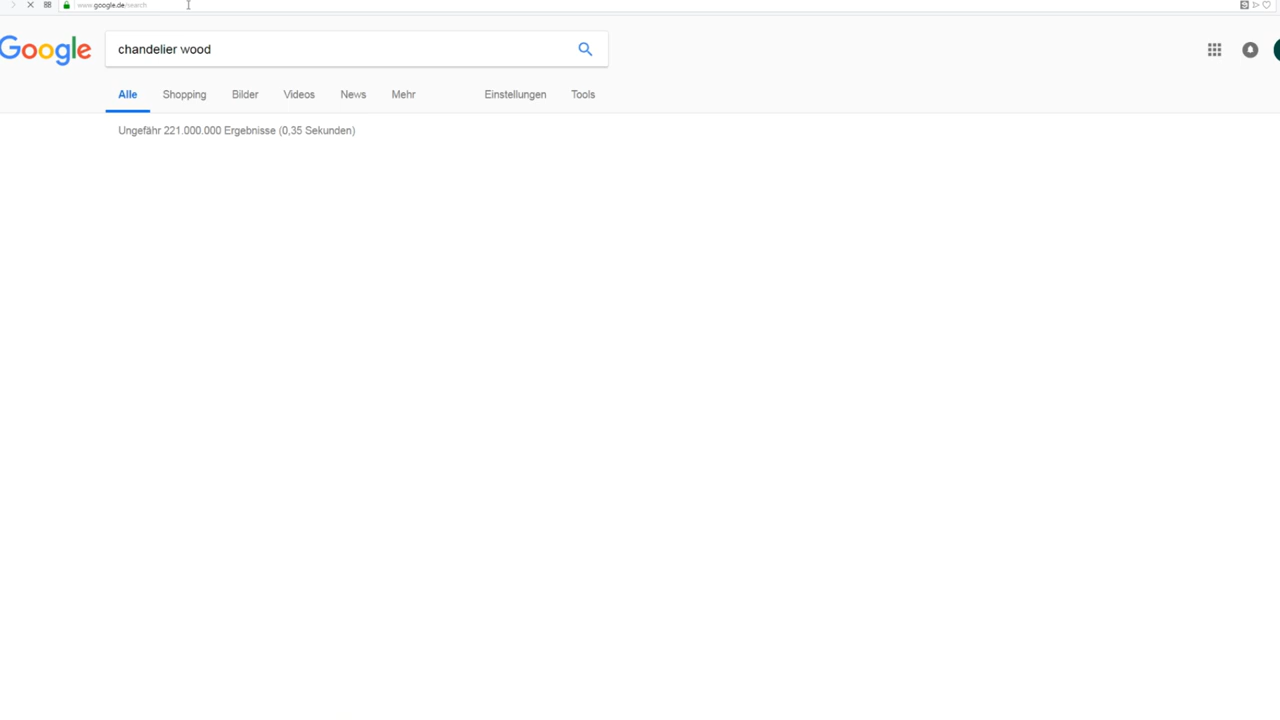 www.google.de/search
Google
chandelier wood
Alle Shopping Bilder Videos News Mehr Einstellungen Tools
Ungefähr 221.000.000 Ergebnisse (0,35 Sekunden)